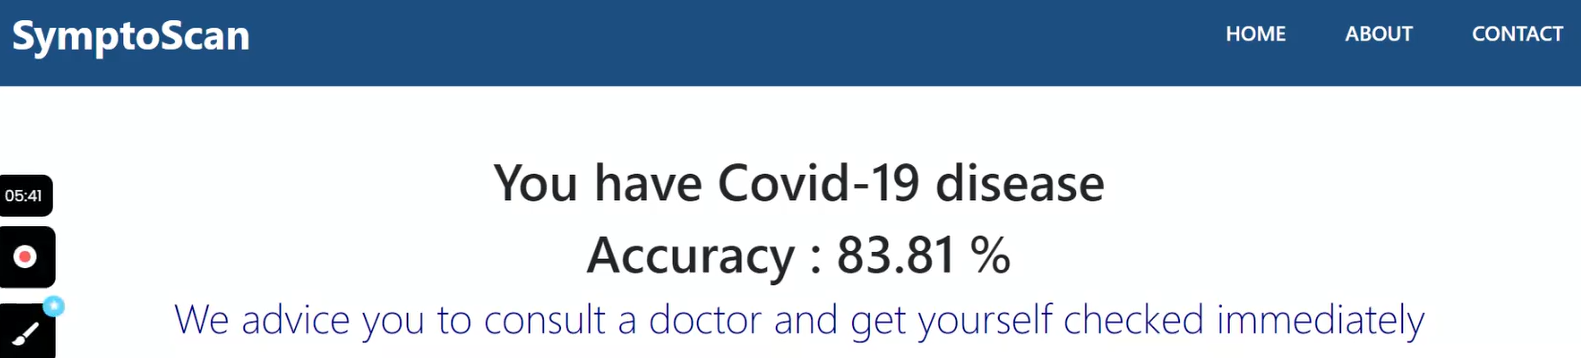 SymptoScan
HOME ABOUT CONTACT
You have Covid-19 disease
05:41
Accuracy : 83.81 %
We advice you to consult a doctor and get yourself checked immediately